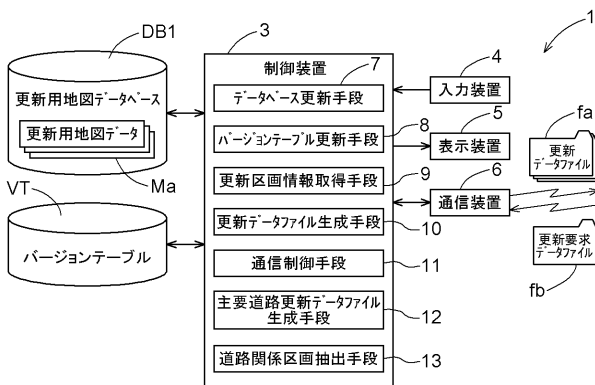 DB1
3
1
制御装置
7
4
更新用地図データベース
データベース更新手段
入力装置
5
fa
更新用地図データ
バージョンテーブル更新手段
8
表示装置
更新
データファイル
Ma
6
更新区画情報取得手段
9
通信装置
VT
更新データファイル生成手段
10
更新要求
データファイル
バージョンテーブル
通信制御手段
11
fb
主要道路更新データファイル
生成手段
12
道路関係区画抽出手段
13